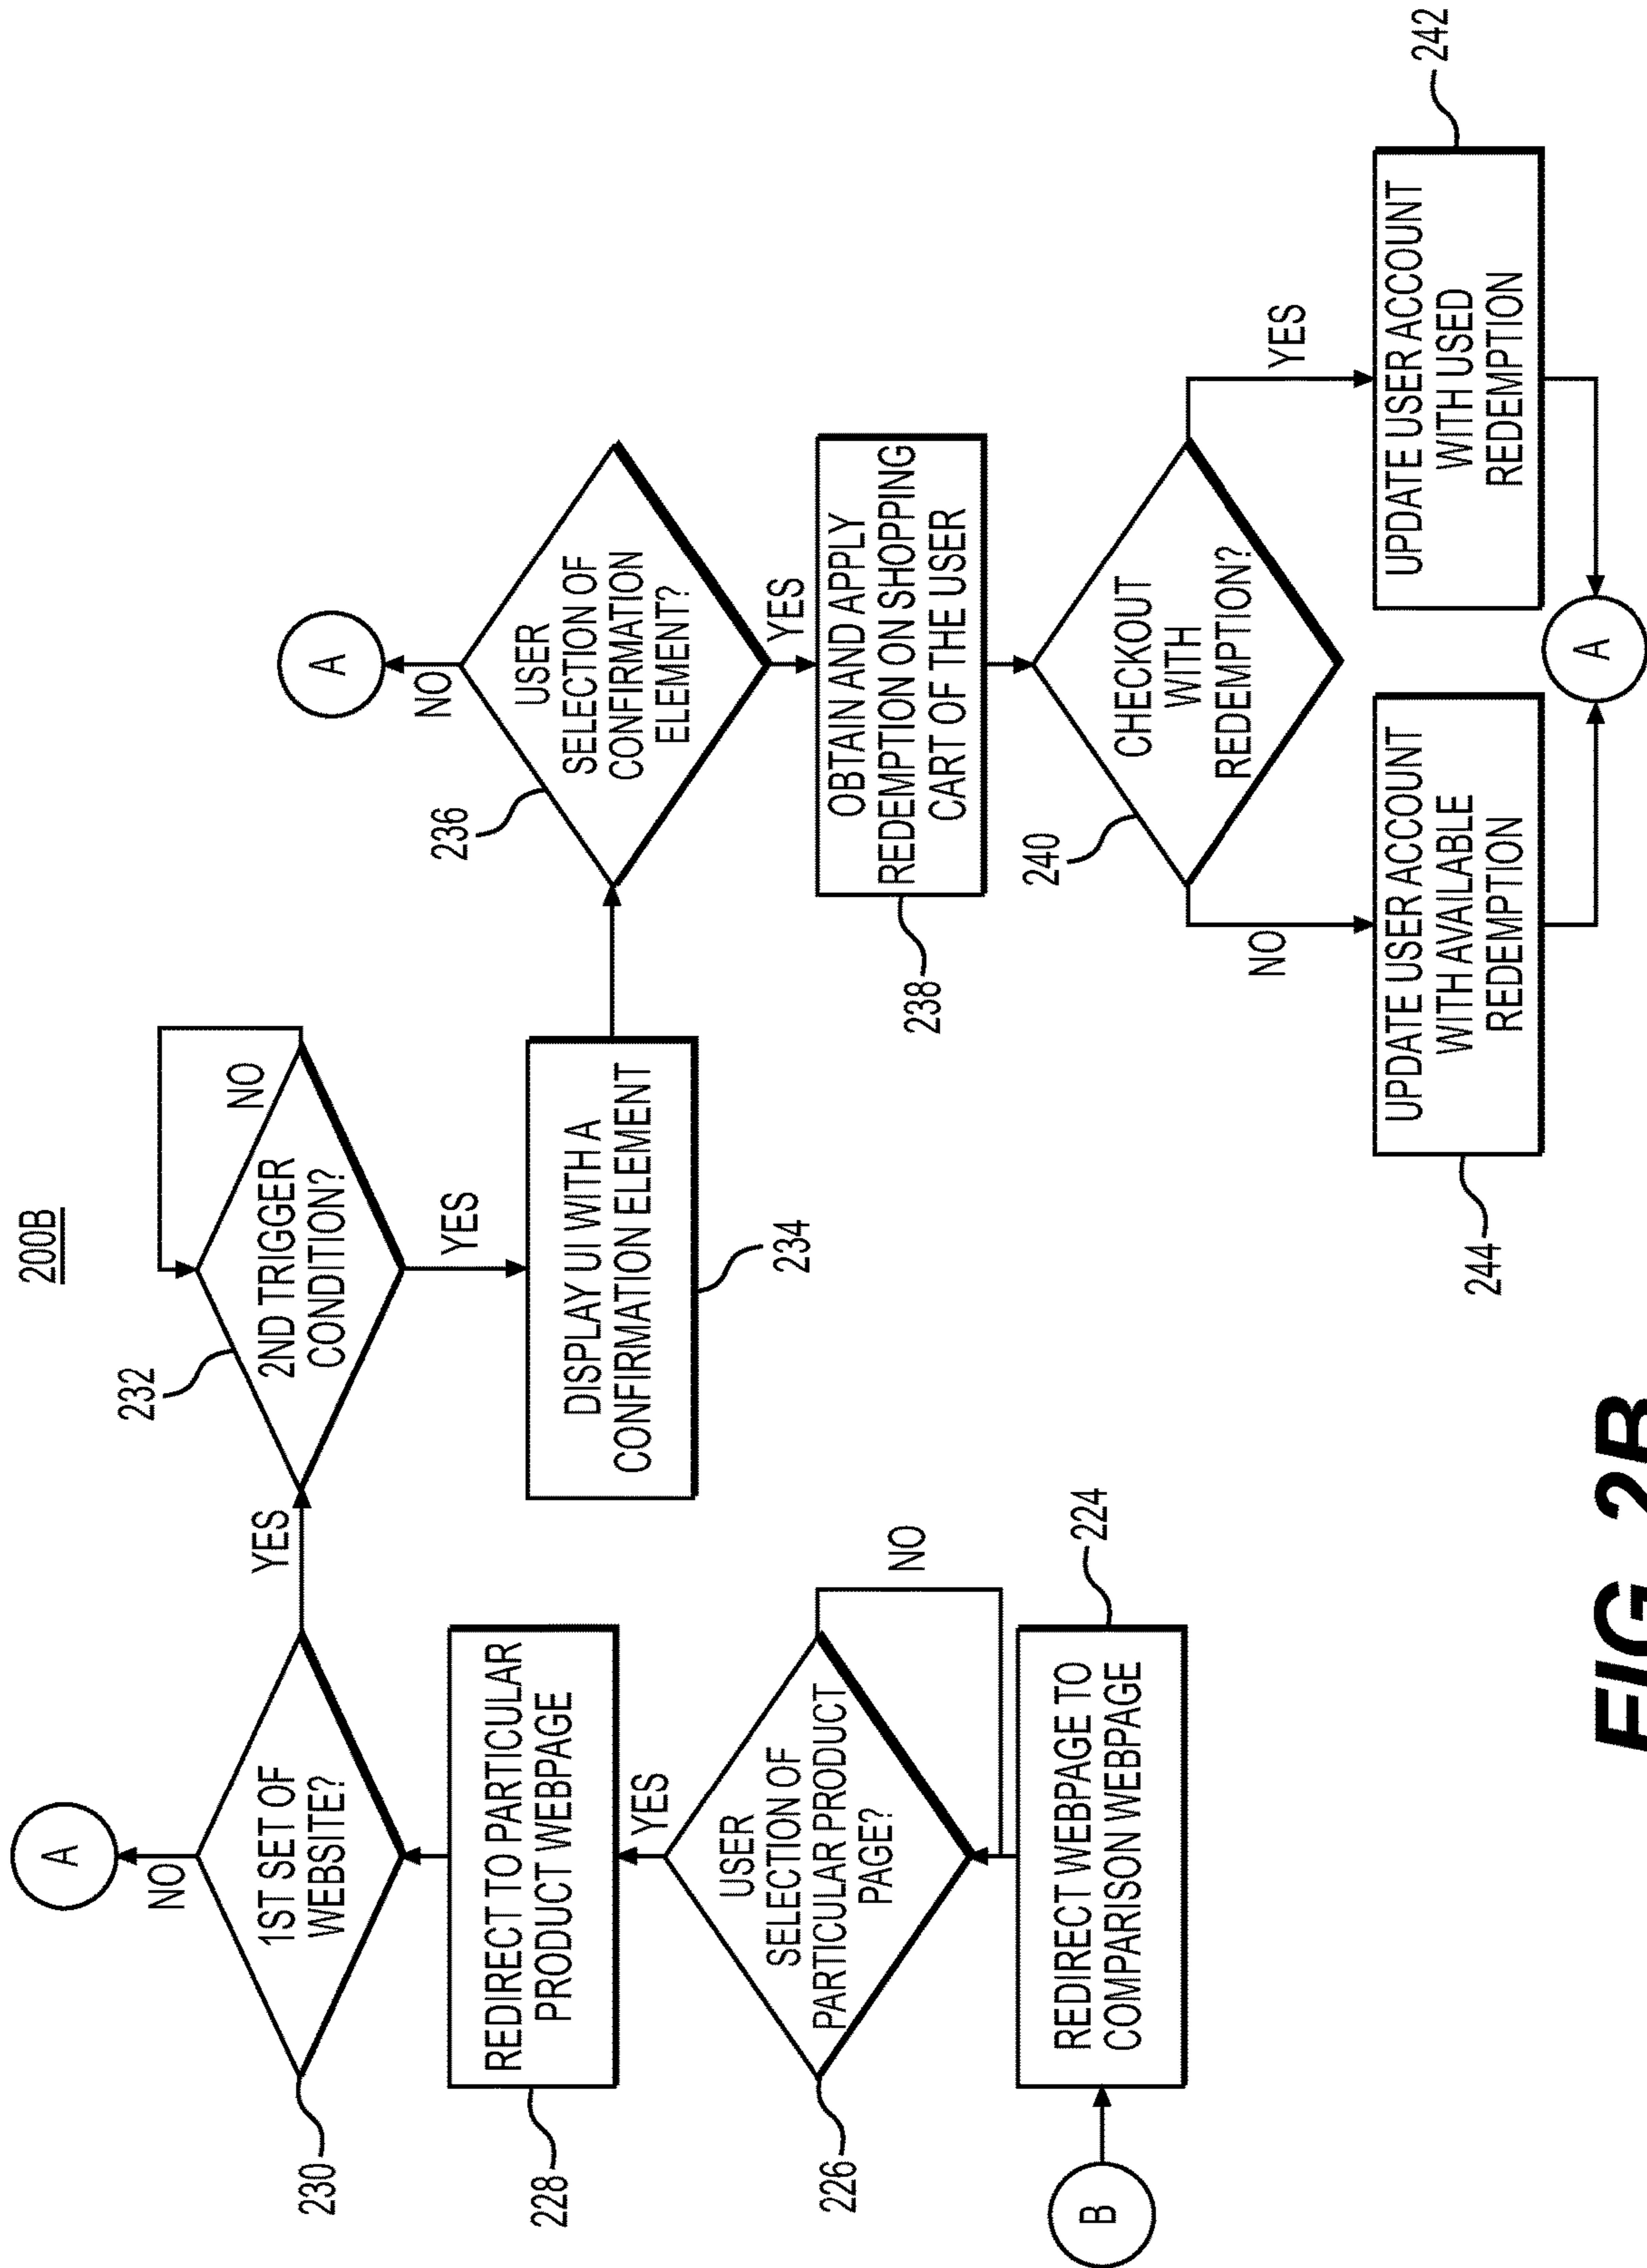 200B
A
NO
1ST SET OF
WEBSITE?
230
YES
2ND TRIGGER
CONDITION?
232
NO
YES
REDIRECT TO PARTICULAR
PRODUCT WEBPAGE
228
YES
USER
SELECTION OF
PARTICULAR PRODUCT
PAGE?
226
NO
REDIRECT WEBPAGE TO
COMPARISON WEBPAGE
224
B
DISPLAY UI WITH A
CONFIRMATION ELEMENT
234
A
NO
USER
SELECTION OF
CONFIRMATION
ELEMENT?
236
YES
OBTAIN AND APPLY
REDEMPTION ON SHOPPING
CART OF THE USER
238
CHECKOUT
WITH
REDEMPTION?
240
NO
YES
UPDATE USER ACCOUNT
WITH AVAILABLE
REDEMPTION
244
UPDATE USER ACCOUNT
WITH USED
REDEMPTION
242
A
FIG. 2B